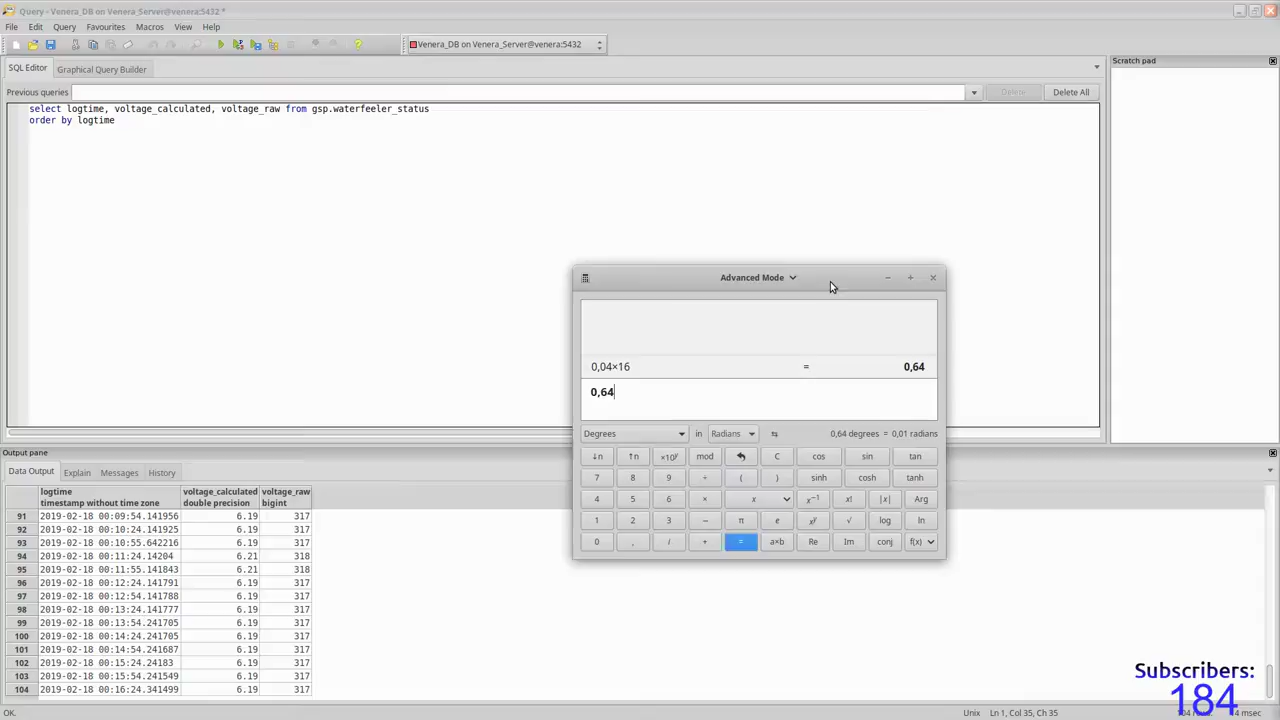 Query - Venera_DB on Venera_Server@venera:5432 *
File Edit Query Favourites Macros View Help
Venera_DB on Venera_Server@venera:5432
SQL Editor Graphical Query Builder
Scratch pad
Previous queries Delete Delete All
select logtime, voltage_calculated, voltage_raw from gsp.waterfeeler_status
order by logtime
Advanced Mode
0,04×16 = 0,64
0,64
Degrees in Radians ⇆ 0,64 degrees = 0,01 radians
↓n ↑n ×10ʸ mod C cos sin tan
7 8 9 ÷ ( ) sinh cosh tanh
4 5 6 × x x⁻¹ x! |x| Arg
1 2 3 − π e xʸ √ log ln
0 , / + = a×b Re Im conj f(x)
Output pane
Data Output Explain Messages History
logtime voltage_calculated voltage_raw
timestamp without time zone double precision bigint
91 2019-02-18 00:09:54.141956 6.19 317
92 2019-02-18 00:10:24.141925 6.19 317
93 2019-02-18 00:10:55.642216 6.19 317
94 2019-02-18 00:11:24.14204 6.21 318
95 2019-02-18 00:11:55.141843 6.21 318
96 2019-02-18 00:12:24.141791 6.19 317
97 2019-02-18 00:12:54.141788 6.19 317
98 2019-02-18 00:13:24.141777 6.19 317
99 2019-02-18 00:13:54.241705 6.19 317
100 2019-02-18 00:14:24.241705 6.19 317
101 2019-02-18 00:14:54.241687 6.19 317
102 2019-02-18 00:15:24.24183 6.19 317
103 2019-02-18 00:15:54.241549 6.19 317
104 2019-02-18 00:16:24.341499 6.19 317
Subscribers:
184
OK. Unix Ln 1, Col 35, Ch 35 msec